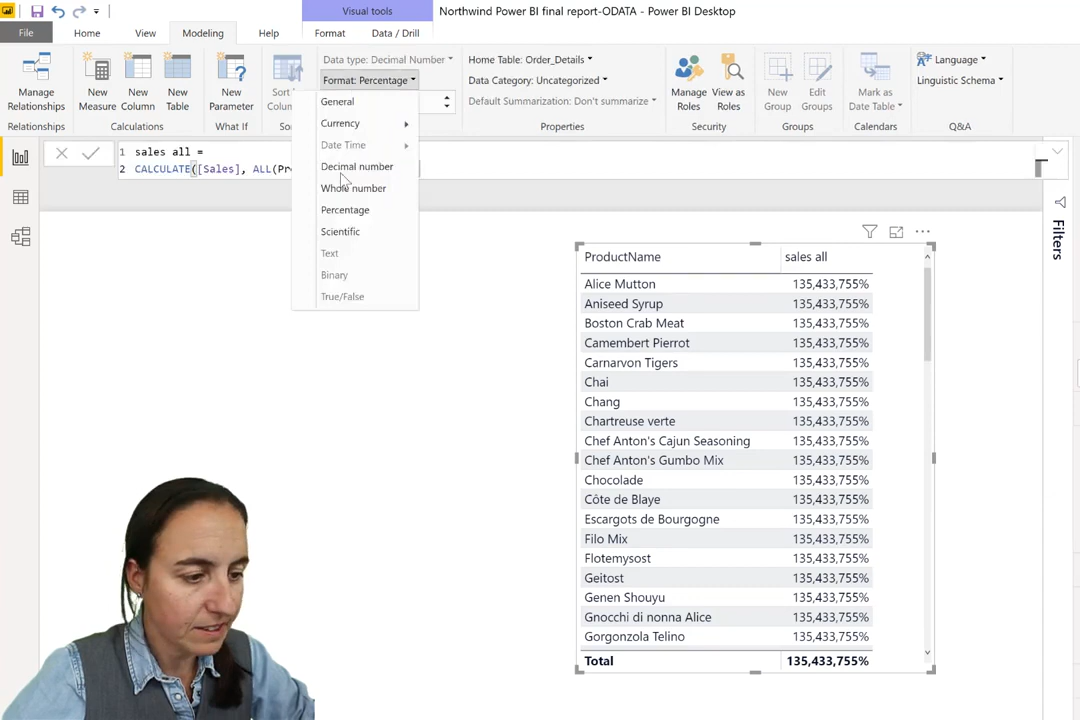 Visual tools
Northwind Power BI final report-ODATA - Power BI Desktop
File
Home
View
Modeling
Help
Format
Data / Drill
Manage Relationships
Relationships
New Measure
New Column
New Table
Calculations
New Parameter
What If
Data type: Decimal Number
Format: Percentage
Home Table: Order_Details
Data Category: Uncategorized
Default Summarization: Don't summarize
Properties
Manage Roles
View as Roles
Security
New Group
Edit Groups
Groups
Mark as Date Table
Calendars
Language
Linguistic Schema
Q&A
1 sales all =
2 CALCULATE([Sales], ALL(
General
Currency
Date Time
Decimal number
Whole number
Percentage
Scientific
Text
Binary
True/False
Filters
ProductName sales all
Alice Mutton 135,433,755%
Aniseed Syrup 135,433,755%
Boston Crab Meat 135,433,755%
Camembert Pierrot 135,433,755%
Carnarvon Tigers 135,433,755%
Chai 135,433,755%
Chang 135,433,755%
Chartreuse verte 135,433,755%
Chef Anton's Cajun Seasoning 135,433,755%
Chef Anton's Gumbo Mix 135,433,755%
Chocolade 135,433,755%
Côte de Blaye 135,433,755%
Escargots de Bourgogne 135,433,755%
Filo Mix 135,433,755%
Flotemysost 135,433,755%
Geitost 135,433,755%
Genen Shouyu 135,433,755%
Gnocchi di nonna Alice 135,433,755%
Gorgonzola Telino 135,433,755%
Total 135,433,755%